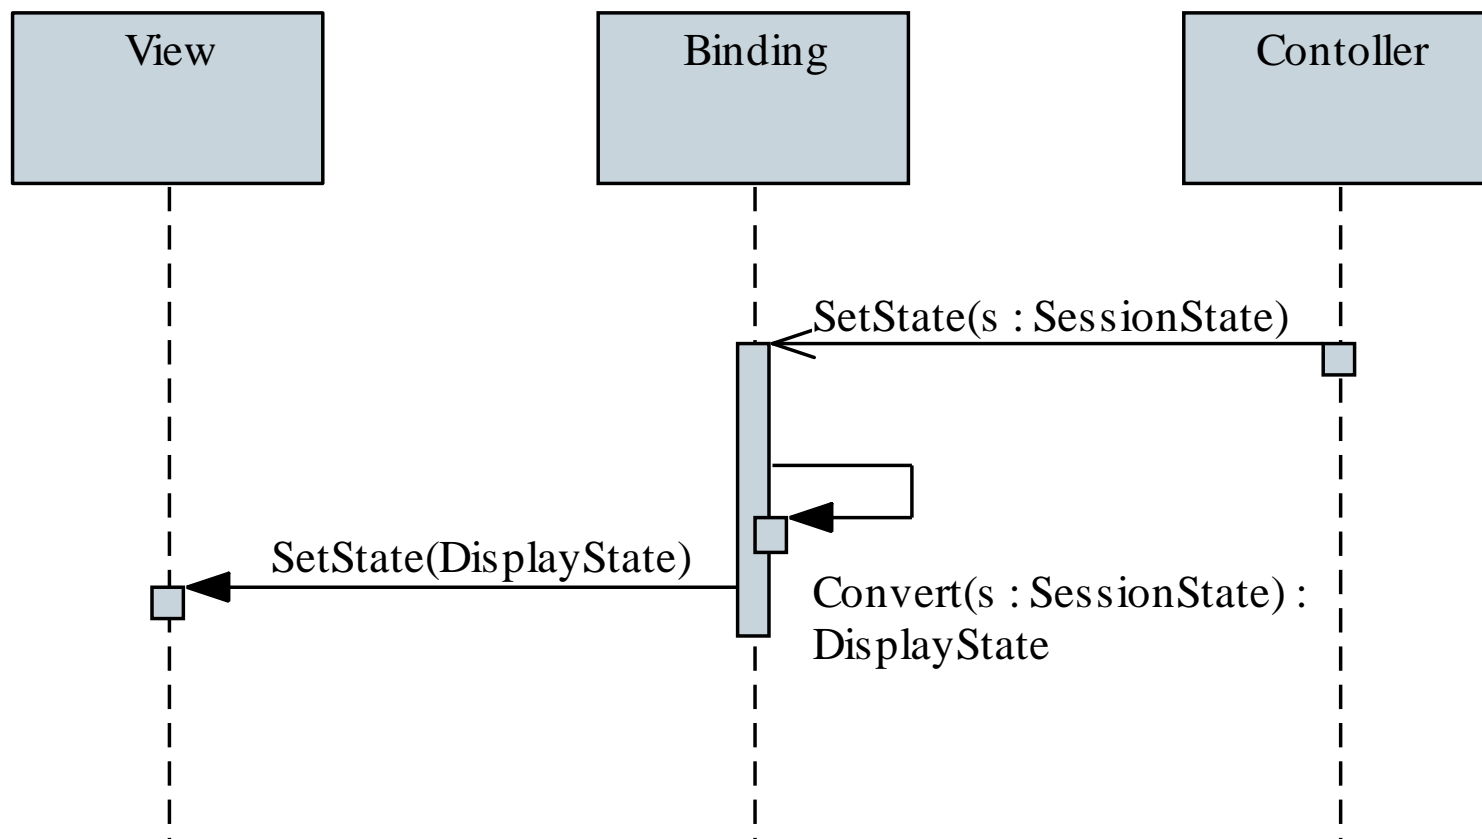 View
Binding
Contoller
SetState(s : SessionState)
SetState(DisplayState)
Convert(s : SessionState) :
DisplayState